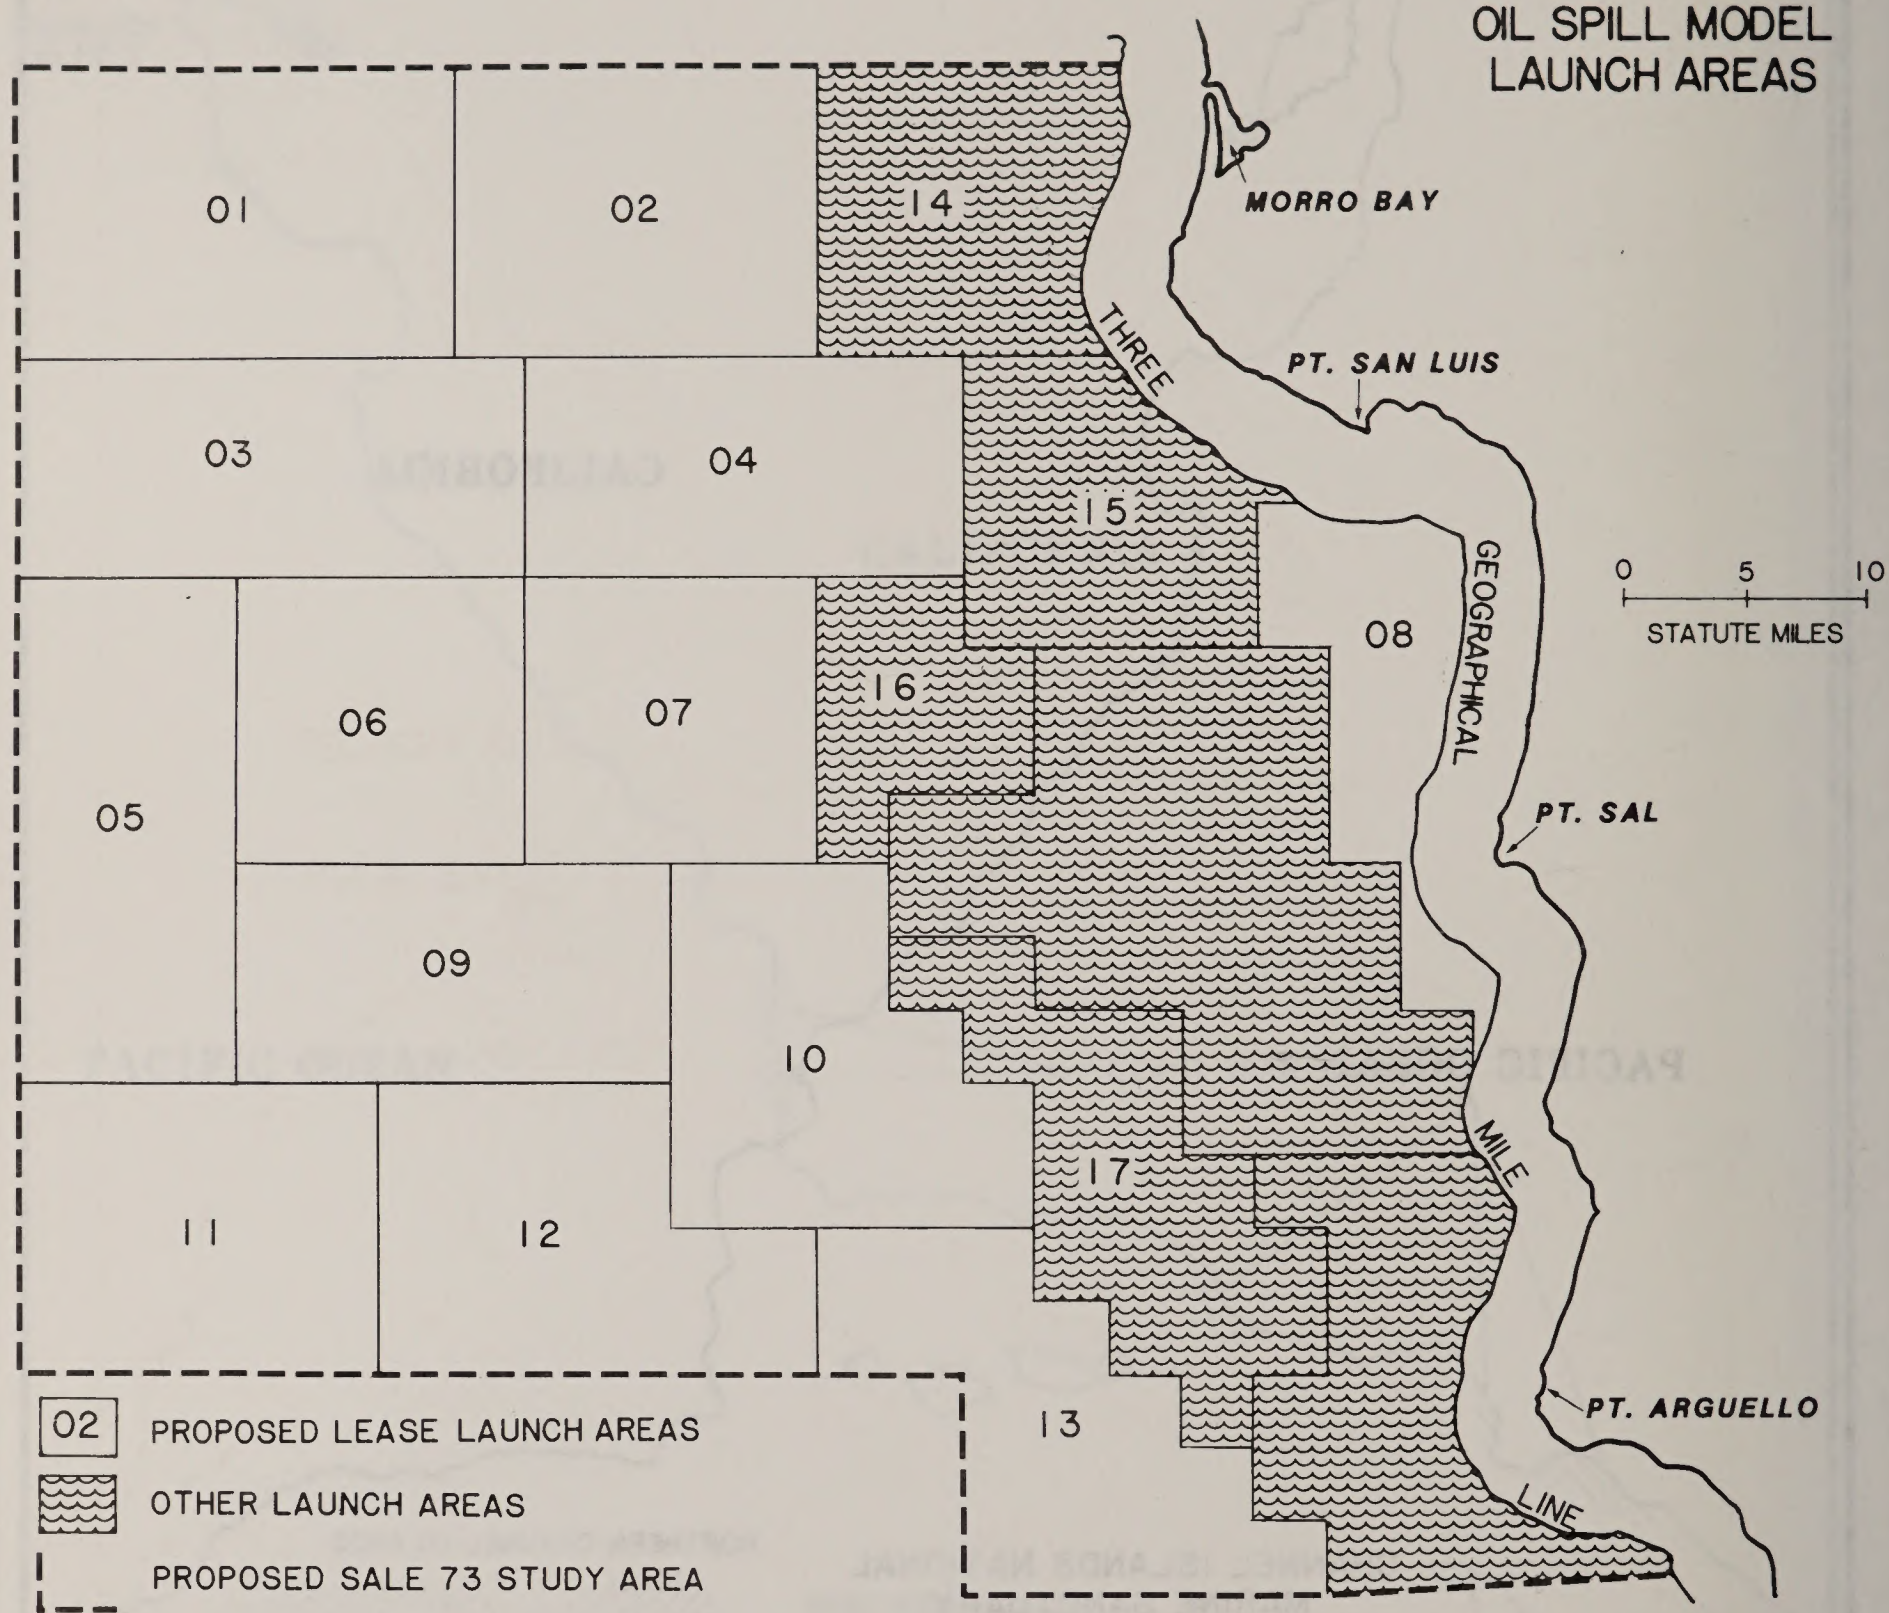 OIL SPILL MODEL
LAUNCH AREAS
01
02
14
MORRO BAY
THREE
PT. SAN LUIS
03
04
15
GEOGRAPHICAL
0 5 10
STATUTE MILES
08
16
06
07
05
PT. SAL
09
10
MILE
17
11
12
PT. ARGUELLO
13
LINE
02 PROPOSED LEASE LAUNCH AREAS
OTHER LAUNCH AREAS
PROPOSED SALE 73 STUDY AREA